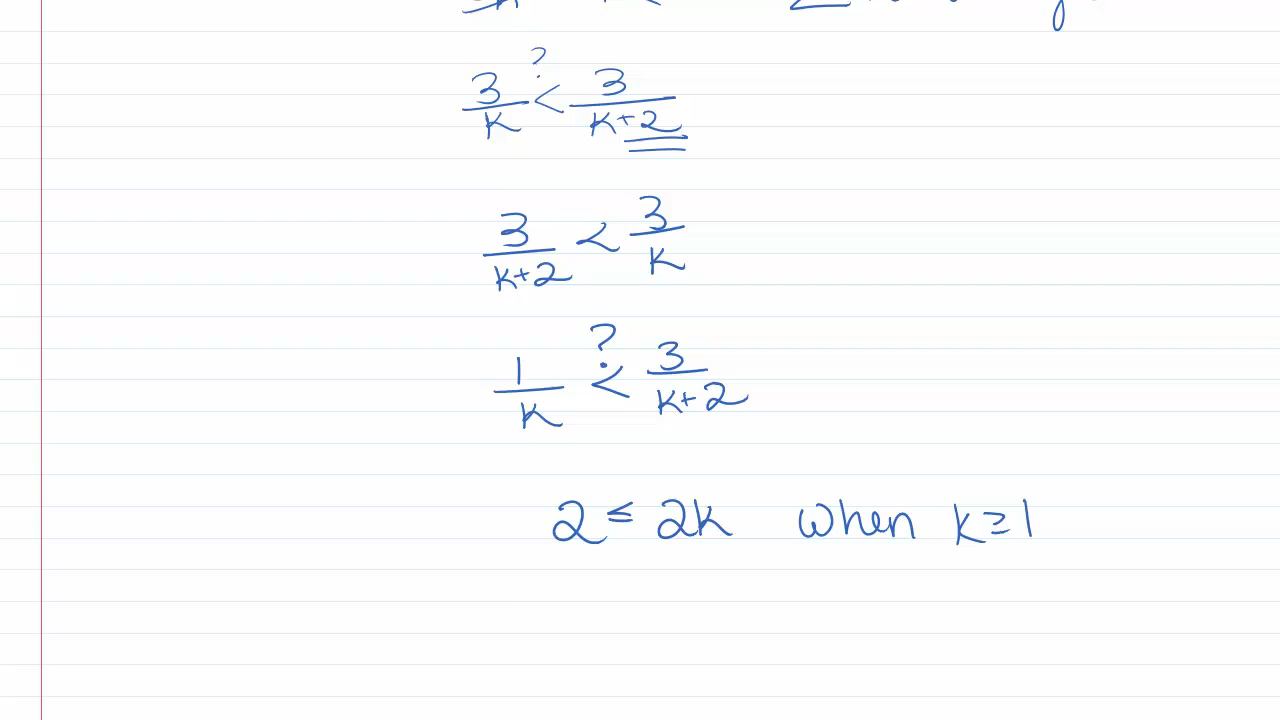 3/k <? 3/(k+2)
3/(k+2) < 3/k
1/k <? 3/(k+2)
2 ≤ 2k when k ≥ 1